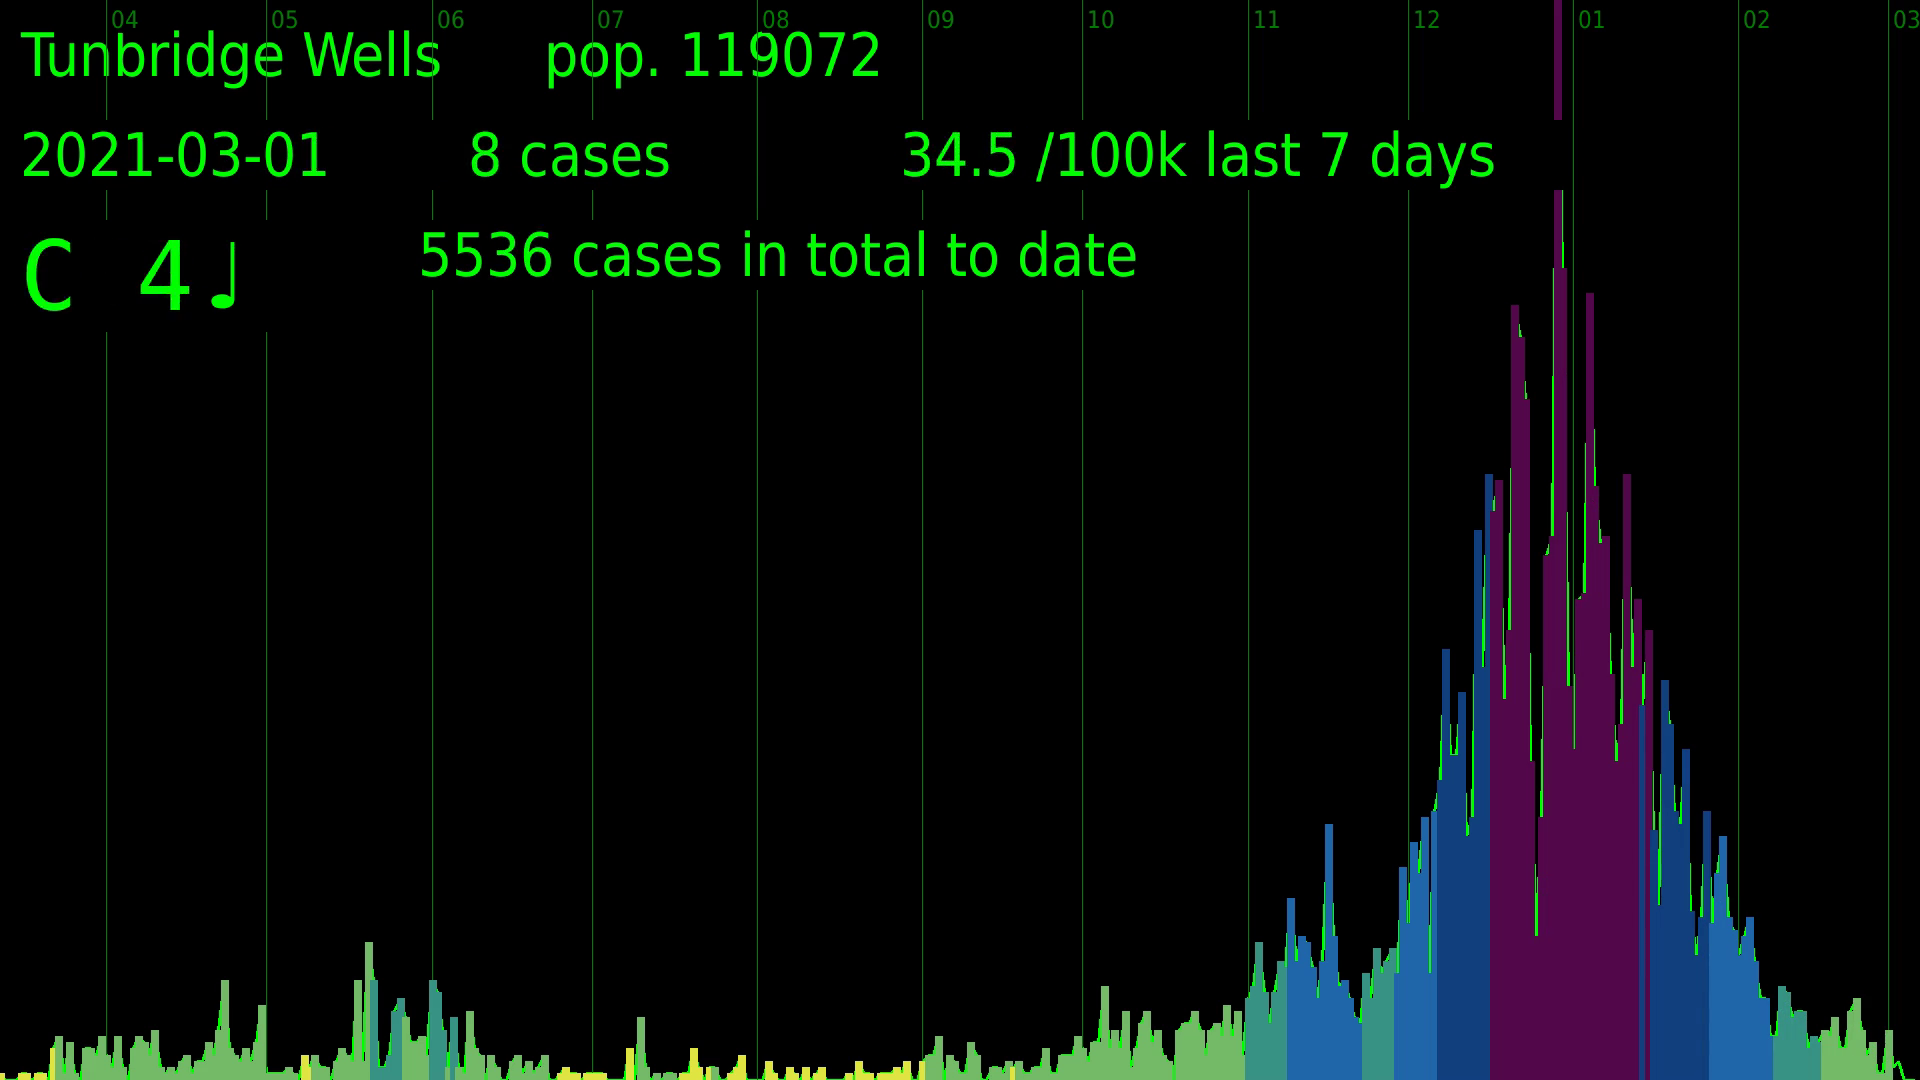 04 05 06 07 08 09 10 11 12 01 02 03
Tunbridge Wells pop. 119072
2021-03-01 8 cases 34.5 /100k last 7 days
C 4♩ 5536 cases in total to date